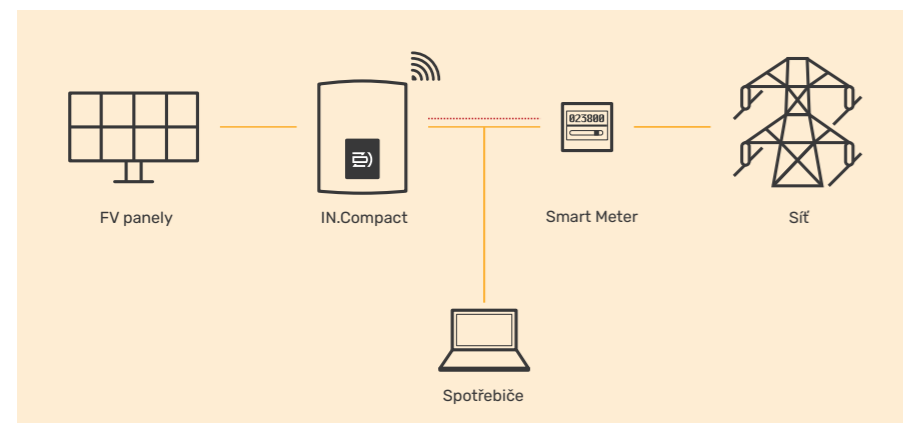 023800
FV panely
IN.Compact
Smart Meter
Síť
Spotřebiče